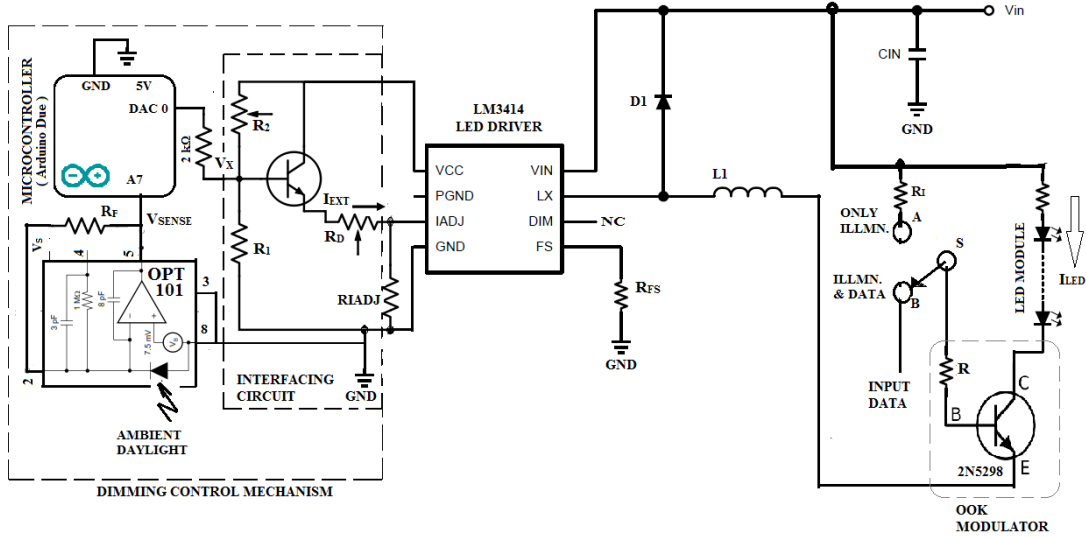 MICROCONTROLLER
( Arduino Due )
GND
5V
DAC 0
A7
2 kΩ
VX
R2
R1
IEXT
RD
RIADJ
RF
VSENSE
VS
4
5
3
8
2
OPT
101
3 pF
1 MΩ
8 pF
7.5 mV
VB
AMBIENT
DAYLIGHT
INTERFACING
CIRCUIT
GND
DIMMING CONTROL MECHANISM
LM3414
LED DRIVER
VCC
PGND
IADJ
GND
VIN
LX
DIM
FS
NC
RFS
GND
D1
L1
Vin
CIN
GND
RI
A
ONLY
ILLMN.
S
ILLMN.
& DATA
B
INPUT
DATA
LED MODULE
ILED
R
B
C
E
2N5298
OOK
MODULATOR